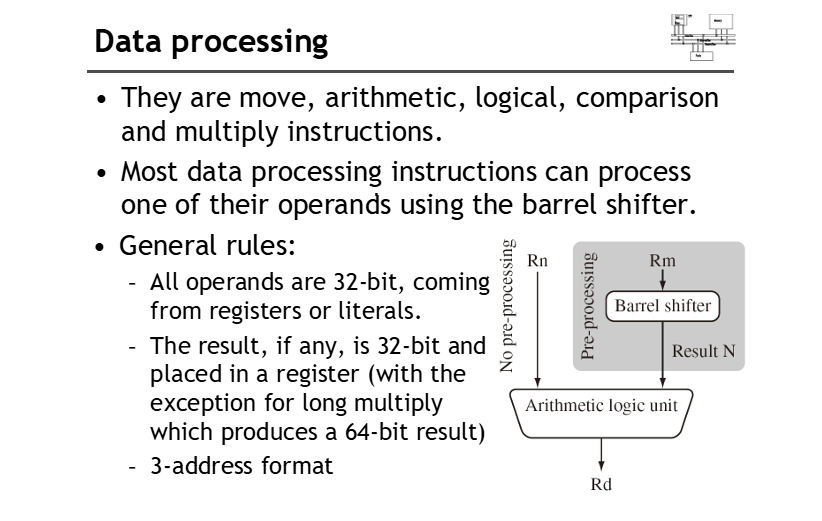 Data processing
• They are move, arithmetic, logical, comparison
and multiply instructions.
• Most data processing instructions can process
one of their operands using the barrel shifter.
• General rules:
– All operands are 32-bit, coming
from registers or literals.
– The result, if any, is 32-bit and
placed in a register (with the
exception for long multiply
which produces a 64-bit result)
– 3-address format
No pre-processing
Rn
Pre-processing
Rm
Barrel shifter
Result N
Arithmetic logic unit
Rd